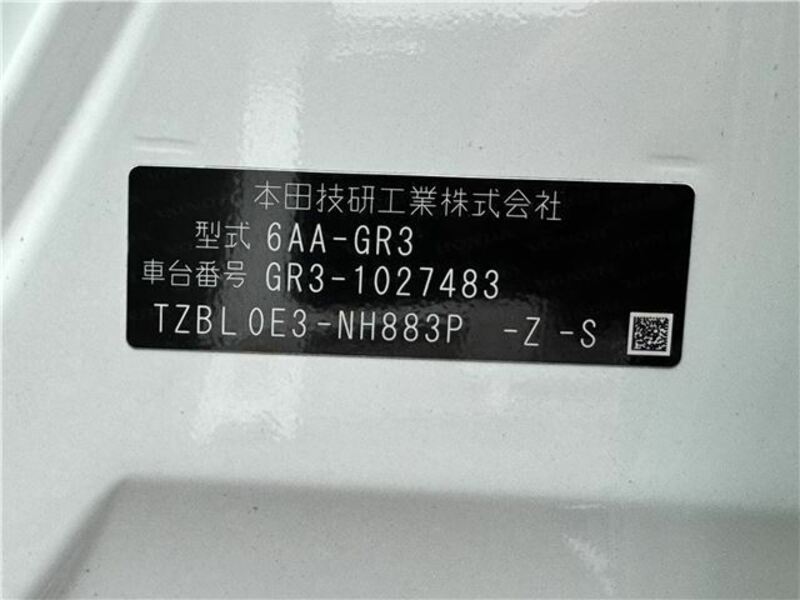 本田技研工業株式会社
型式 6AA-GR3
車台番号 GR3-1027483
TZBL0E3-NH883P -Z -S